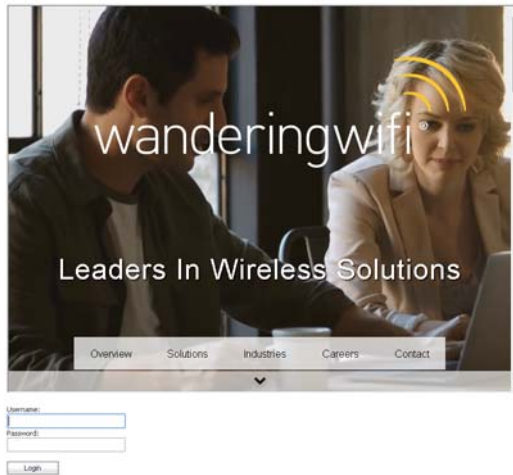 wanderingwifi®
Leaders In Wireless Solutions
Overview Solutions Industries Careers Contact
Username:
Password:
Login